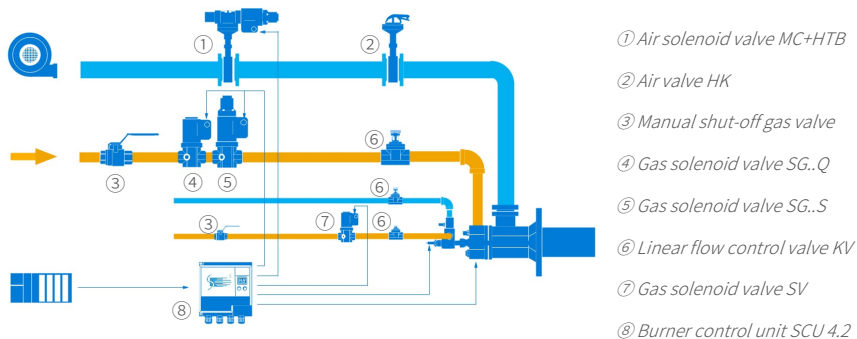 ① ②
① Air solenoid valve MC+HTB
② Air valve HK
③ Manual shut-off gas valve
④ Gas solenoid valve SG..Q
⑤ Gas solenoid valve SG..S
⑥ Linear flow control valve KV
⑦ Gas solenoid valve SV
⑧ Burner control unit SCU 4.2
⑥
③ ④ ⑤
⑥
③ ⑦ ⑥
⑧